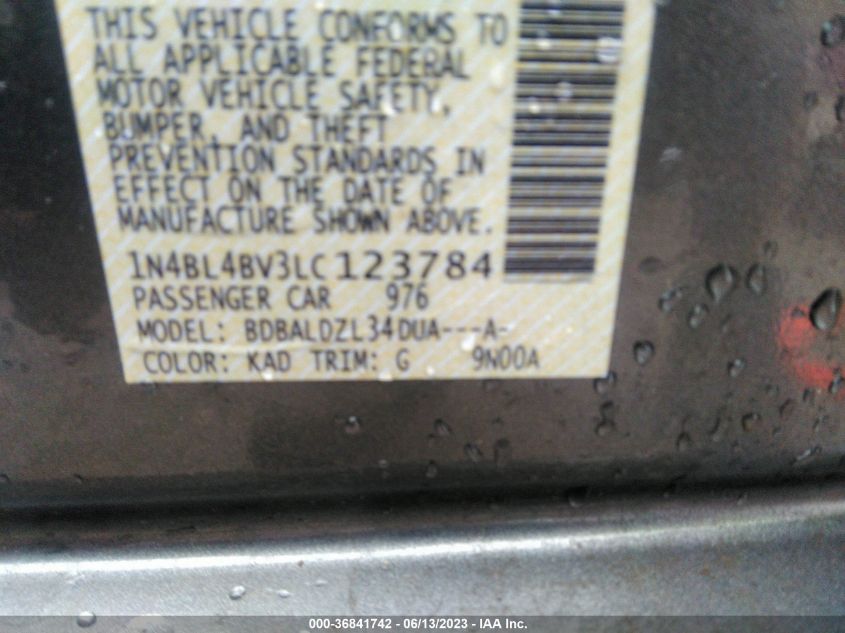 THIS VEHICLE CONFORMS TO
ALL APPLICABLE FEDERAL
MOTOR VEHICLE SAFETY,
BUMPER, AND THEFT
PREVENTION STANDARDS IN
EFFECT ON THE DATE OF
MANUFACTURE SHOWN ABOVE.
1N4BL4BV3LC123784
PASSENGER CAR 976
MODEL: BDBALDZL34DUA---A-
COLOR: KAD TRIM: G 9N00A
000-36841742 - 06/13/2023 - IAA Inc.